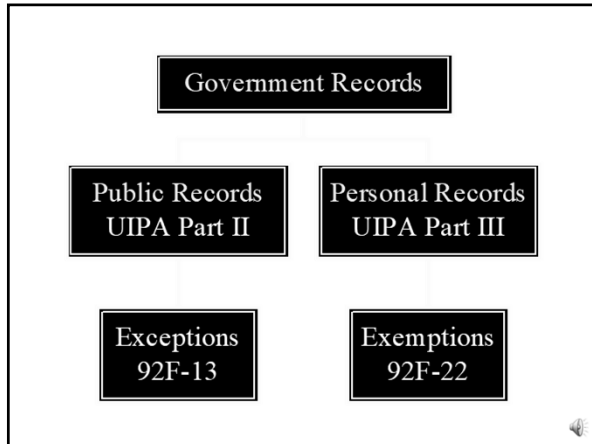 Government Records
Public Records
UIPA Part II
Personal Records
UIPA Part III
Exceptions
92F-13
Exemptions
92F-22